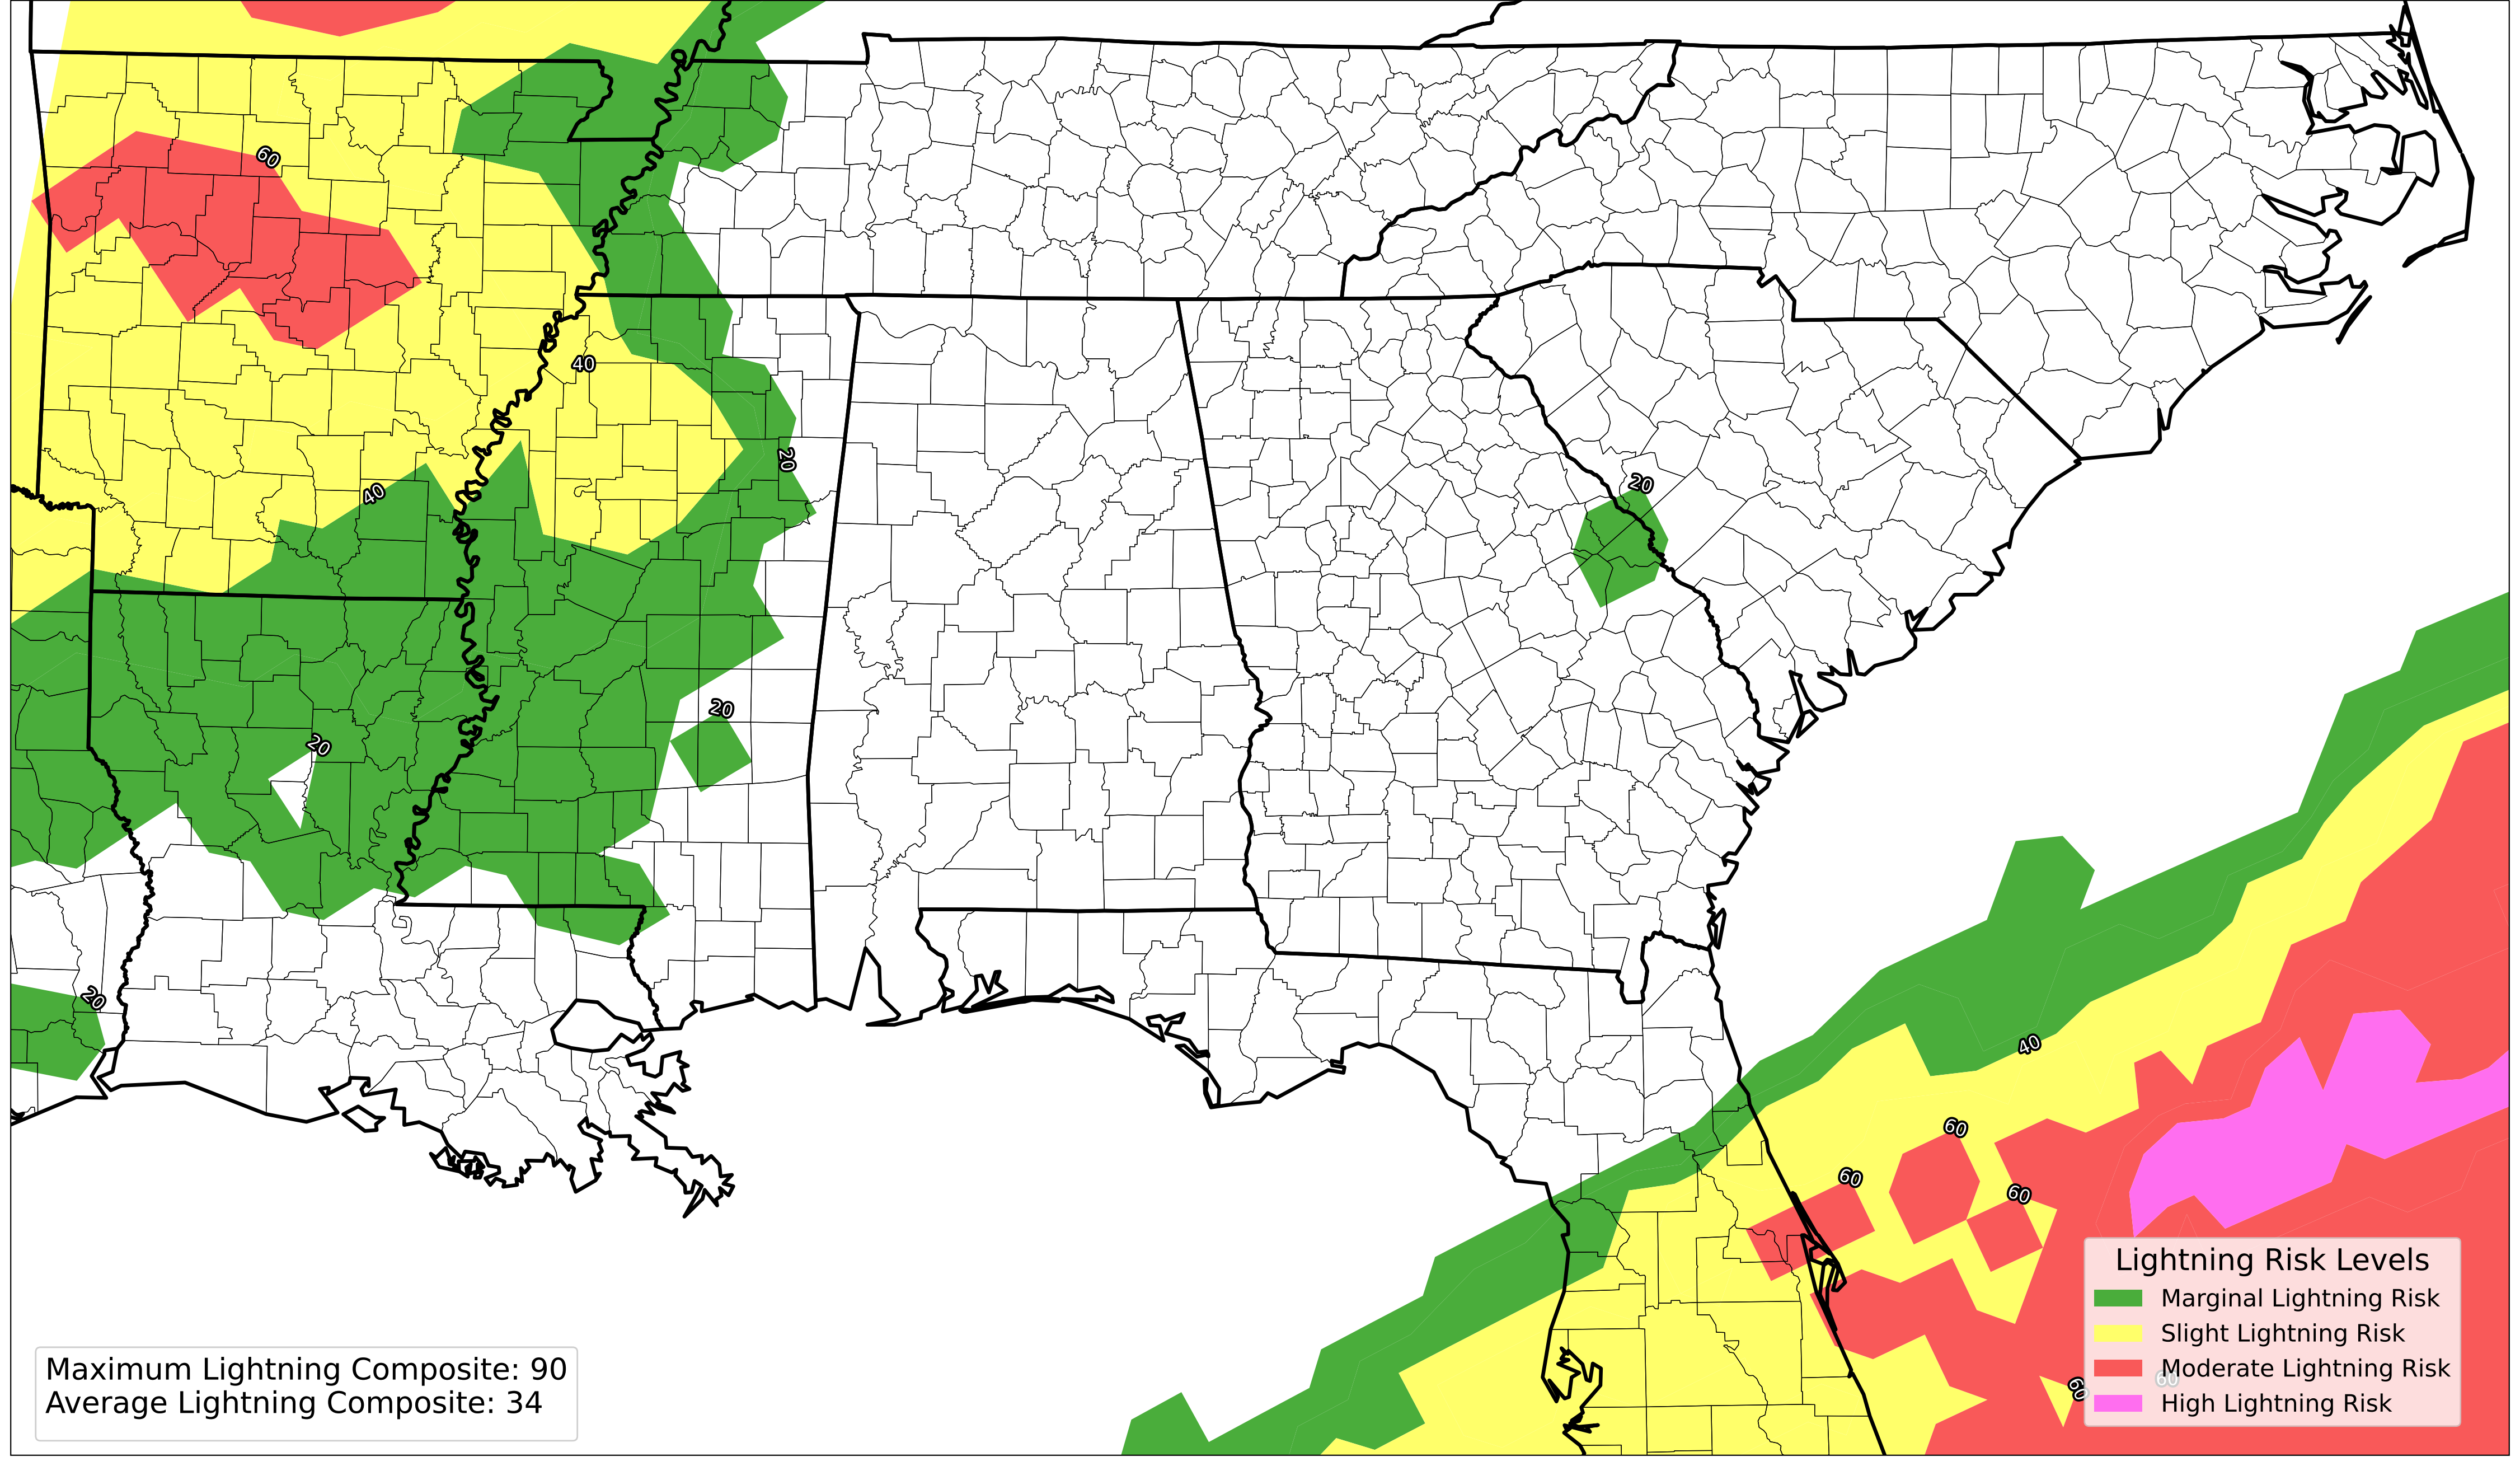 60
40
20
40
20
20
20
20
40
60
60
60
60
60
Lightning Risk Levels
Marginal Lightning Risk
Slight Lightning Risk
Moderate Lightning Risk
High Lightning Risk
Maximum Lightning Composite: 90
Average Lightning Composite: 34